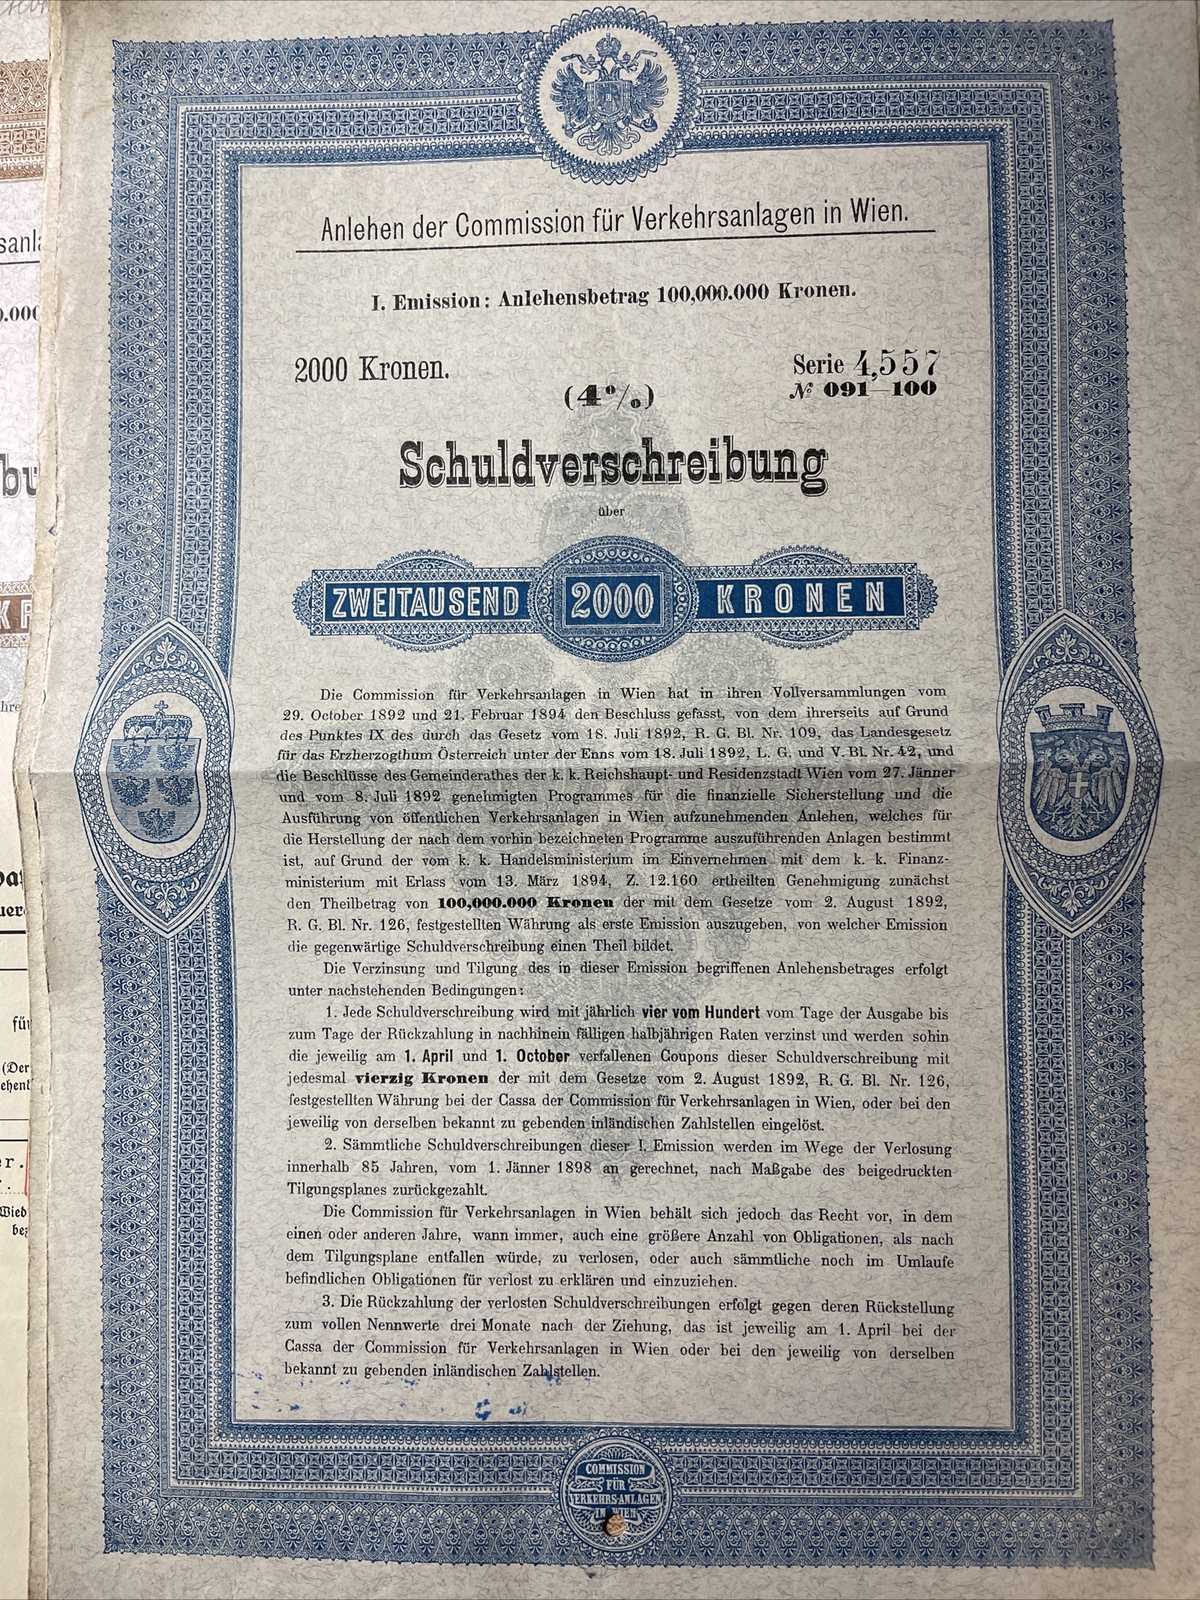 Anlehen der Commission für Verkehrsanlagen in Wien.
I. Emission: Anlehensbetrag 100,000.000 Kronen.
2000 Kronen.
Serie 4,557
№ 091—100
(4%)
Schuldverschreibung
über
ZWEITAUSEND 2000 KRONEN
Die Commission für Verkehrsanlagen in Wien hat in ihren Vollversammlungen vom
29. October 1892 und 21. Februar 1894 den Beschluss gefasst, von dem ihrerseits auf Grund
des Punktes IX des durch das Gesetz vom 18. Juli 1892, R. G. Bl. Nr. 109, das Landesgesetz
für das Erzherzogthum Österreich unter der Enns vom 18. Juli 1892, L. G. und V. Bl. Nr. 42, und
die Beschlüsse des Gemeinderathes der k. k. Reichshaupt- und Residenzstadt Wien vom 27. Jänner
und vom 8. Juli 1892 genehmigten Programmes für die finanzielle Sicherstellung und die
Ausführung von öffentlichen Verkehrsanlagen in Wien aufzunehmenden Anlehen, welches für
die Herstellung der nach dem vorhin bezeichneten Programme auszuführenden Anlagen bestimmt
ist, auf Grund der vom k. k. Handelsministerium im Einvernehmen mit dem k. k. Finanz-
ministerium mit Erlass vom 13. März 1894, Z. 12.160 ertheilten Genehmigung zunächst
den Theilbetrag von 100,000.000 Kronen der mit dem Gesetze vom 2. August 1892,
R. G. Bl. Nr. 126, festgestellten Währung als erste Emission auszugeben, von welcher Emission
die gegenwärtige Schuldverschreibung einen Theil bildet.
Die Verzinsung und Tilgung des in dieser Emission begriffenen Anlehensbetrages erfolgt
unter nachstehenden Bedingungen:
1. Jede Schuldverschreibung wird mit jährlich vier vom Hundert vom Tage der Ausgabe bis
zum Tage der Rückzahlung in nachhinein fälligen halbjährigen Raten verzinst und werden sohin
die jeweilig am 1. April und 1. October verfallenen Coupons dieser Schuldverschreibung mit
jedesmal vierzig Kronen der mit dem Gesetze vom 2. August 1892, R. G. Bl. Nr. 126,
festgestellten Währung bei der Cassa der Commission für Verkehrsanlagen in Wien, oder bei den
jeweilig von derselben bekannt zu gebenden inländischen Zahlstellen eingelöst.
2. Sämmtliche Schuldverschreibungen dieser I. Emission werden im Wege der Verlosung
innerhalb 85 Jahren, vom 1. Jänner 1898 an gerechnet, nach Maßgabe des beigedruckten
Tilgungsplanes zurückgezahlt.
Die Commission für Verkehrsanlagen in Wien behält sich jedoch das Recht vor, in dem
einen oder anderen Jahre, wann immer, auch eine größere Anzahl von Obligationen, als nach
dem Tilgungsplane entfallen würde, zu verlosen, oder auch sämmtliche noch im Umlaufe
befindlichen Obligationen für verlost zu erklären und einzuziehen.
3. Die Rückzahlung der verlosten Schuldverschreibungen erfolgt gegen deren Rückstellung
zum vollen Nennwerte drei Monate nach der Ziehung, das ist jeweilig am 1. April bei der
Cassa der Commission für Verkehrsanlagen in Wien oder bei den jeweilig von derselben
bekannt zu gebenden inländischen Zahlstellen.
COMMISSION
FÜR
VERKEHRS-ANLAGEN
IN WIEN